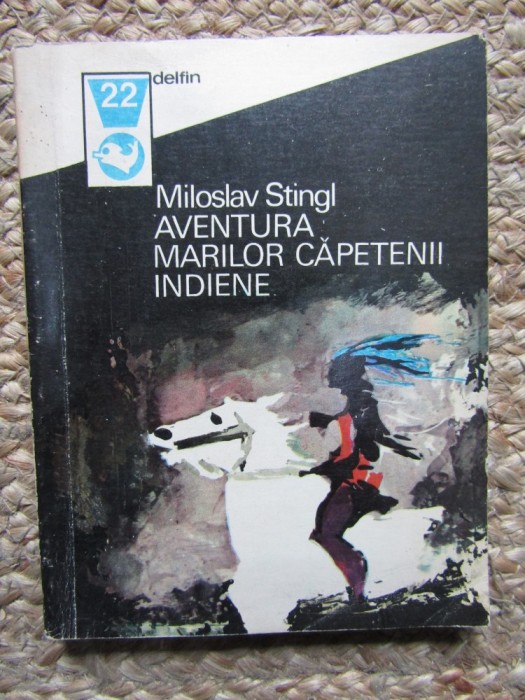 22
delfin
Miloslav Stingl
AVENTURA
MARILOR CĂPETENII
INDIENE